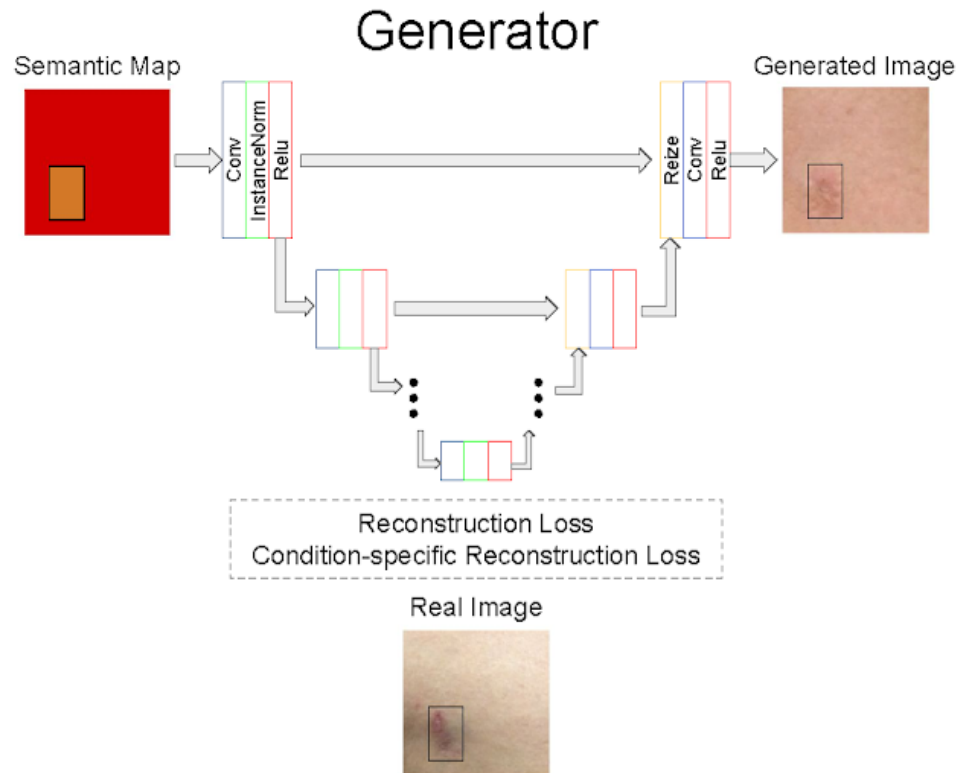 Generator
Semantic Map
Generated Image
Conv
InstanceNorm
Relu
Reize
Conv
Relu
Reconstruction Loss
Condition-specific Reconstruction Loss
Real Image